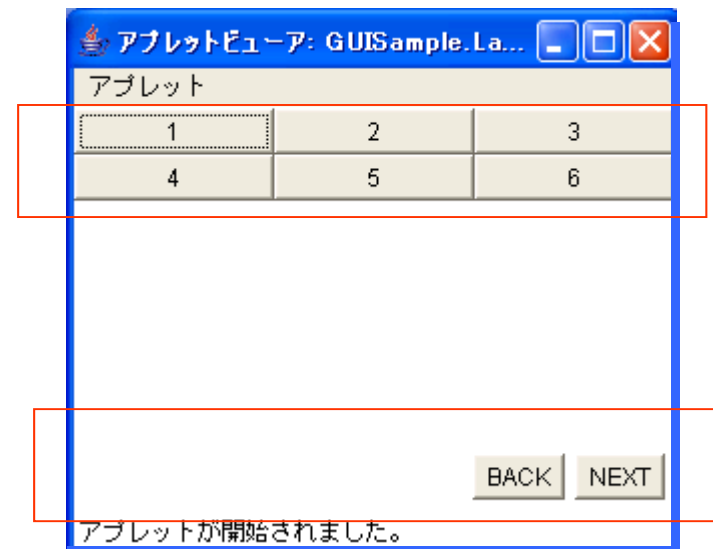 アプレットビューア: GUISample.La...
アプレット
1 2 3
4 5 6
BACK NEXT
アプレットが開始されました。